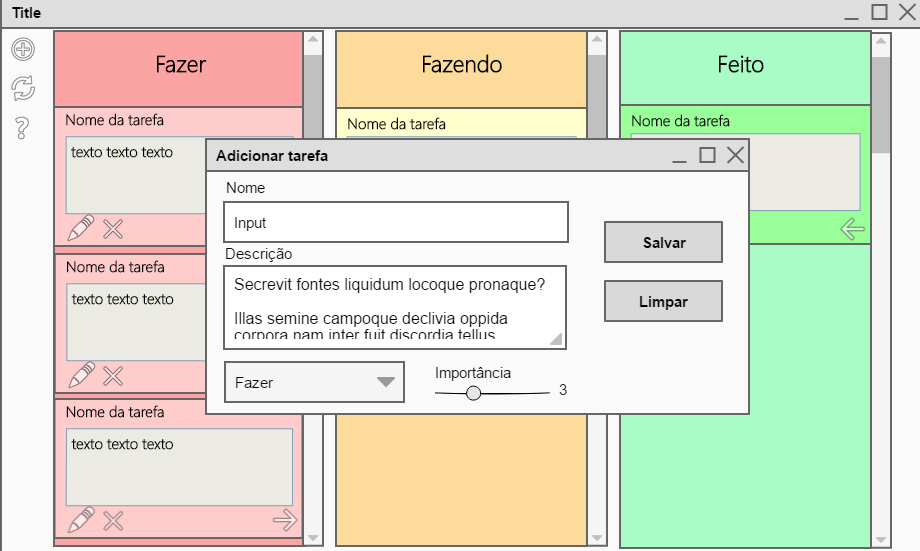 Title
Fazer
Fazendo
Feito
Nome da tarefa
texto texto texto
Nome da tarefa
texto texto texto
Nome da tarefa
texto texto texto
Nome da tarefa
Nome da tarefa
Adicionar tarefa
Nome
Input
Descrição
Secrevit fontes liquidum locoque pronaque?
Illas semine campoque declivia oppida
corpora nam inter fuit discordia tellus
Fazer
Importância
3
Salvar
Limpar